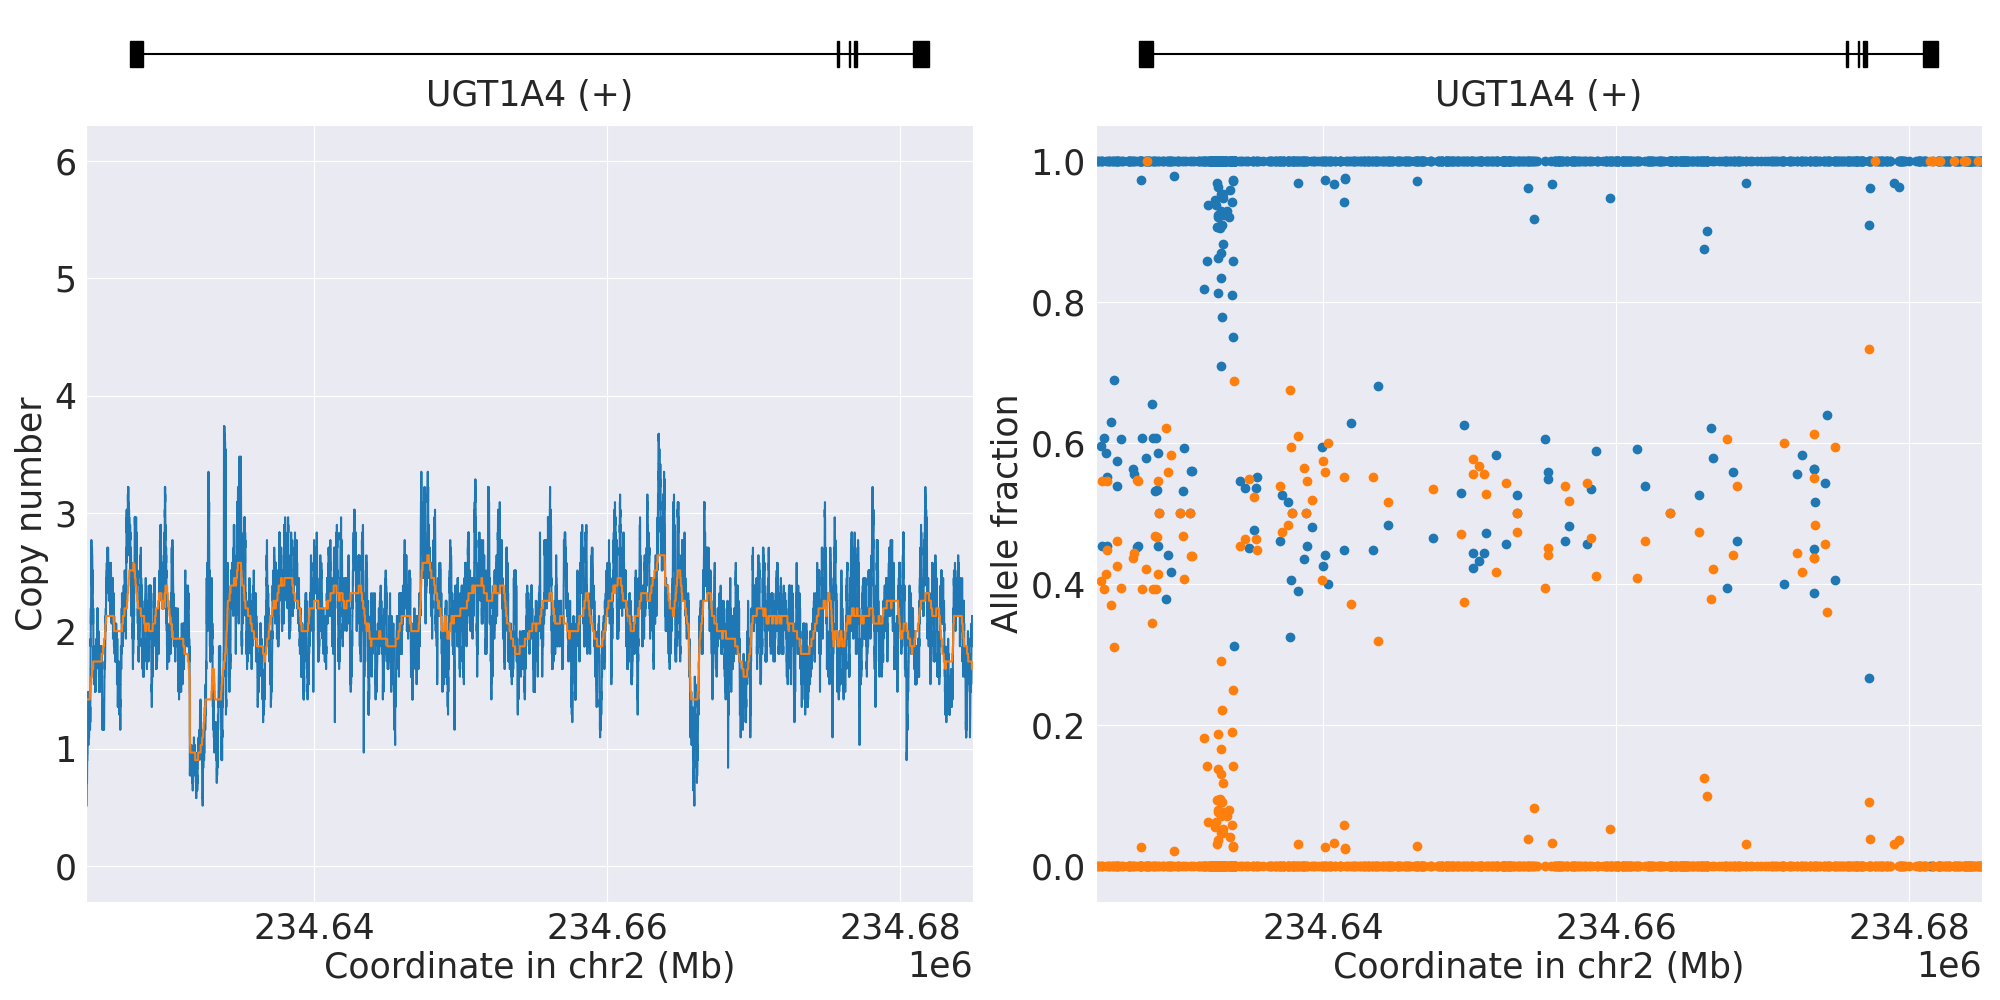 UGT1A4 (+)
6
5
4
3
2
1
0
Copy number
234.64
234.66
234.68
Coordinate in chr2 (Mb)
1e6
UGT1A4 (+)
1.0
0.8
0.6
0.4
0.2
0.0
Allele fraction
234.64
234.66
234.68
Coordinate in chr2 (Mb)
1e6